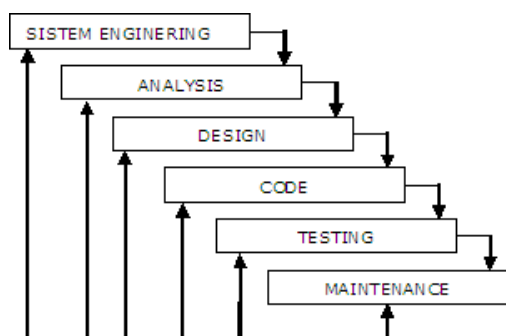 SISTEM ENGINERING
ANALYSIS
DESIGN
CODE
TESTING
MAINTENANCE